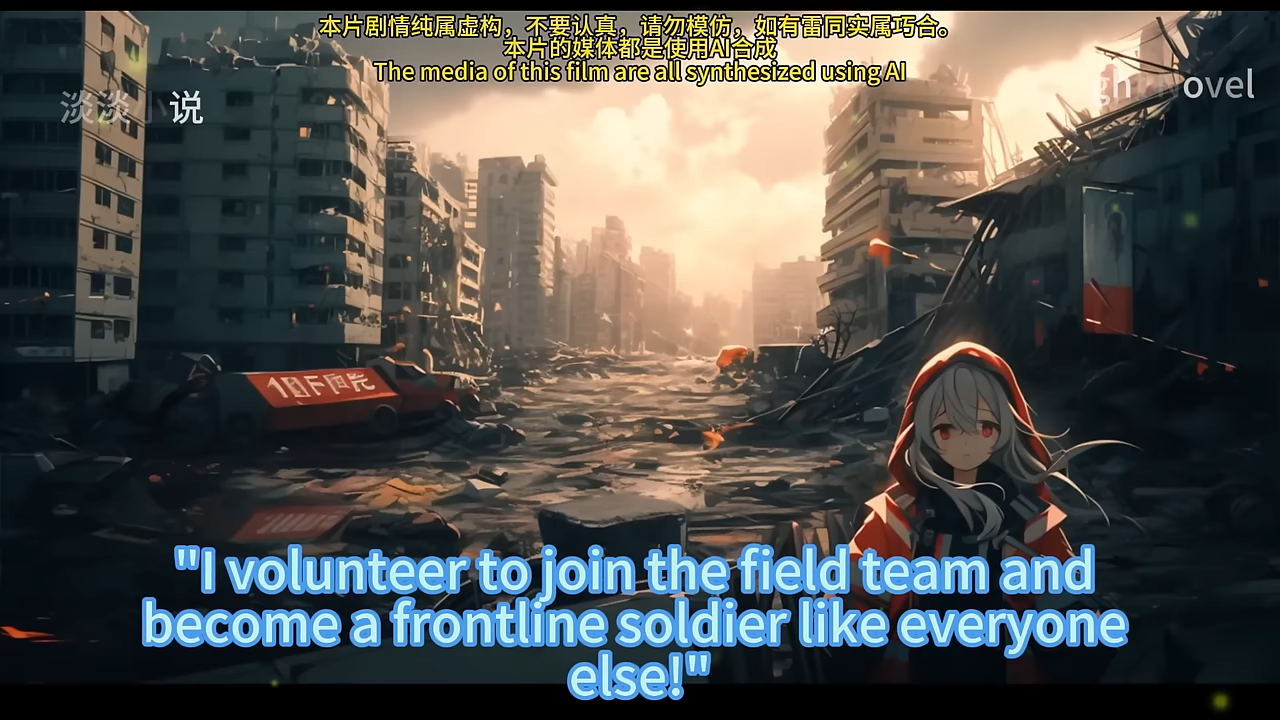 本片剧情纯属虚构，不要认真，请勿模仿，如有雷同实属巧合。
本片的媒体都是使用AI合成
The media of this film are all synthesized using AI
淡淡小说
ovel
"I volunteer to join the field team and
become a frontline soldier like everyone
else!"